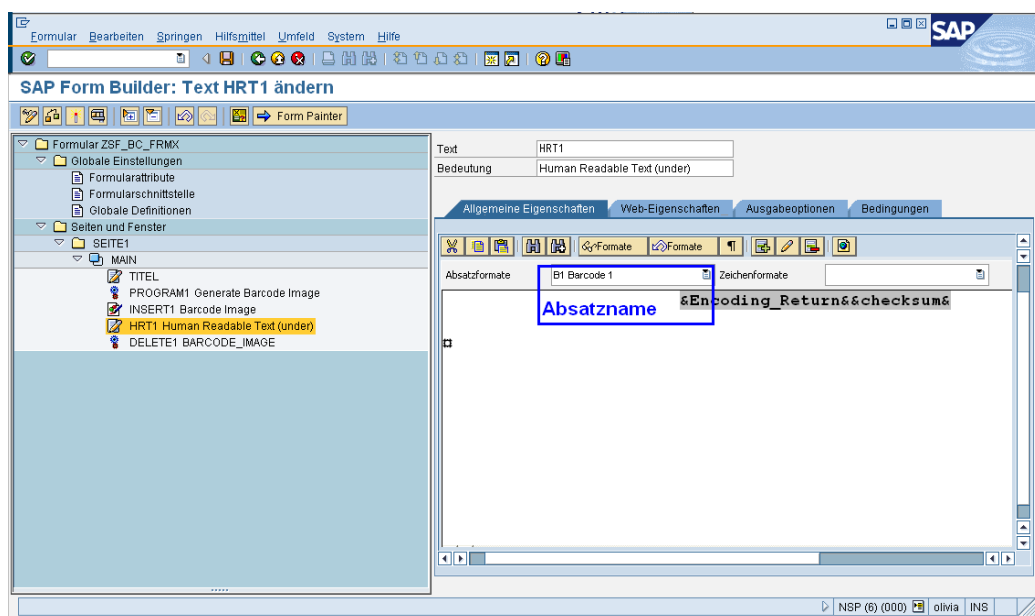 Formular Bearbeiten Springen Hilfsmittel Umfeld System Hilfe
SAP
SAP Form Builder: Text HRT1 ändern
Form Painter
Formular ZSF_BC_FRMX
Globale Einstellungen
Formularattribute
Formularschnittstelle
Globale Definitionen
Seiten und Fenster
SEITE1
MAIN
TITEL
PROGRAM1 Generate Barcode Image
INSERT1 Barcode Image
HRT1 Human Readable Text (under)
DELETE1 BARCODE_IMAGE
Text HRT1
Bedeutung Human Readable Text (under)
Allgemeine Eigenschaften Web-Eigenschaften Ausgabeoptionen Bedingungen
Formate Formate
Absatzformate B1 Barcode 1 Zeichenformate
&Encoding_Return&&checksum&
Absatzname
NSP (6) (000) olivia INS